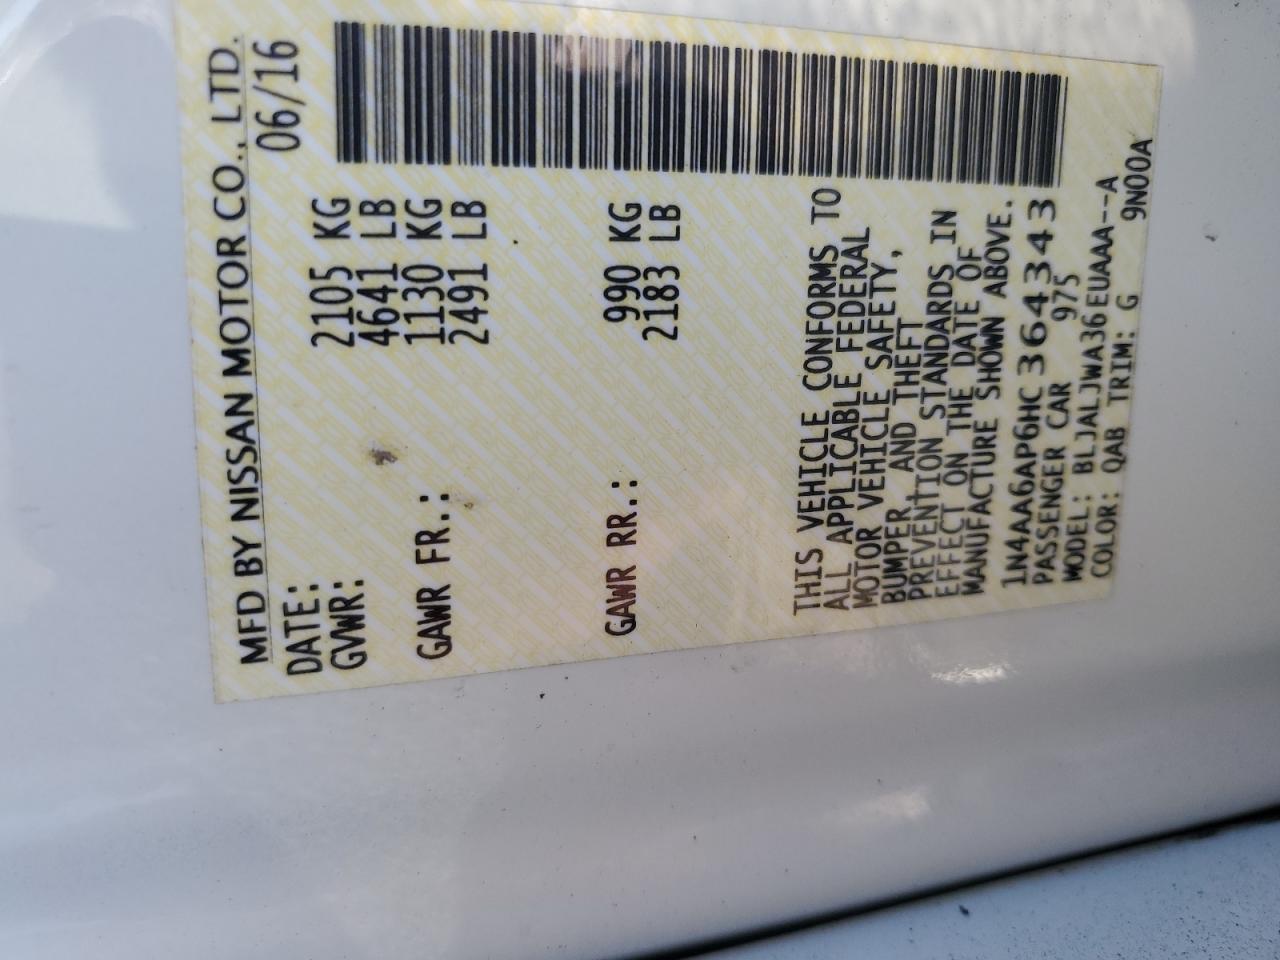 MFD BY NISSAN MOTOR CO., LTD.
DATE: 06/16
GVWR: 2105 KG
4641 LB
GAWR FR.: 1130 KG
2491 LB
GAWR RR.: 990 KG
2183 LB
THIS VEHICLE CONFORMS TO
ALL APPLICABLE FEDERAL
MOTOR VEHICLE SAFETY,
BUMPER AND THEFT
PREVENTION STANDARDS IN
EFFECT ON THE DATE OF
MANUFACTURE SHOWN ABOVE.
1N4AA6AP6HC364343
PASSENGER CAR 975
MODEL: BLJALJWA36EUAAA--A
COLOR: QAB TRIM: G 9N00A